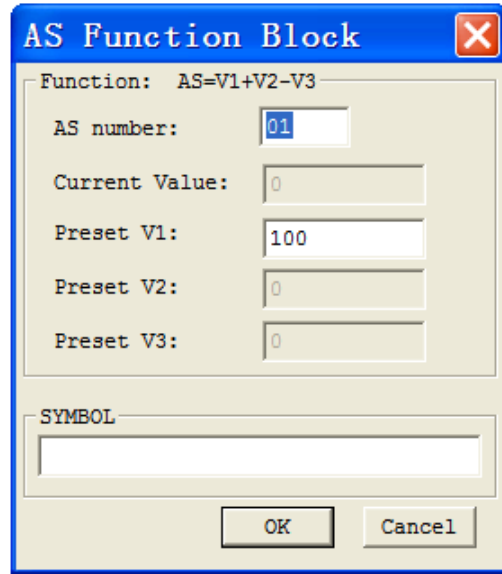 AS Function Block
Function: AS=V1+V2-V3
AS number: 01
Current Value: 0
Preset V1: 100
Preset V2: 0
Preset V3: 0
SYMBOL
OK Cancel